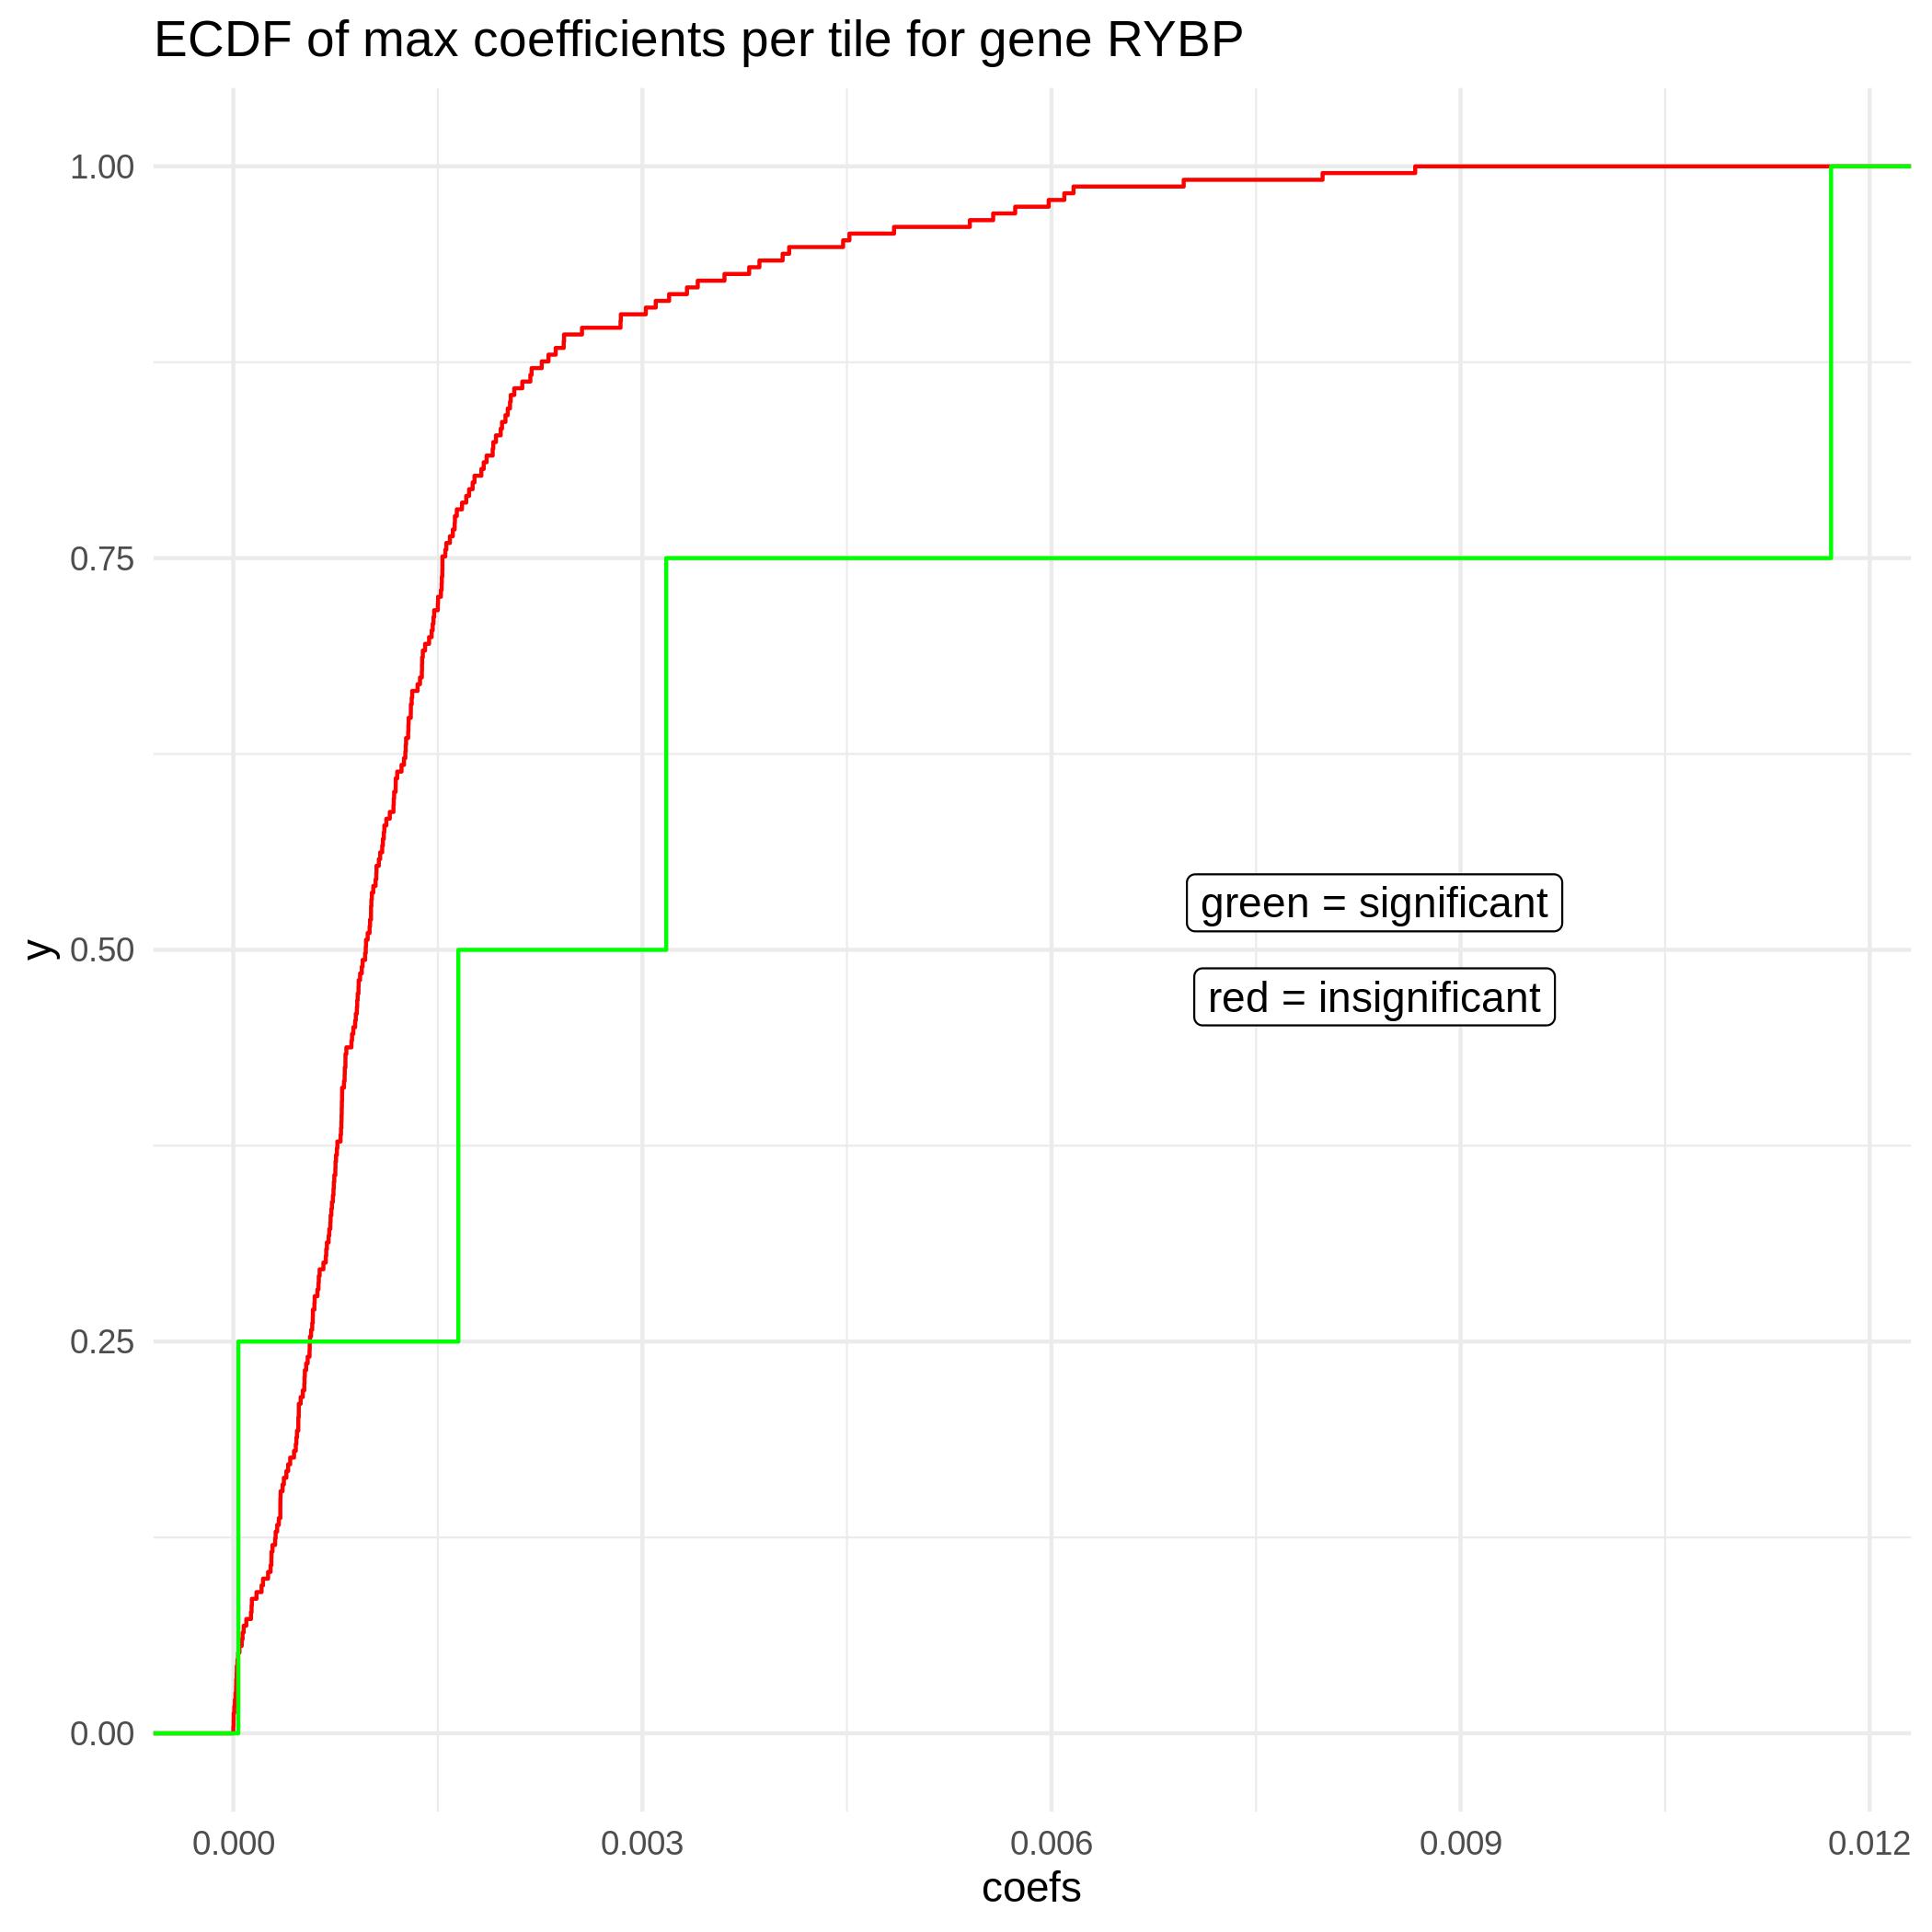 ECDF of max coefficients per tile for gene RYBP
1.00
0.75
0.50
0.25
0.00
y
green = significant
red = insignificant
0.000
0.003
0.006
0.009
0.012
coefs